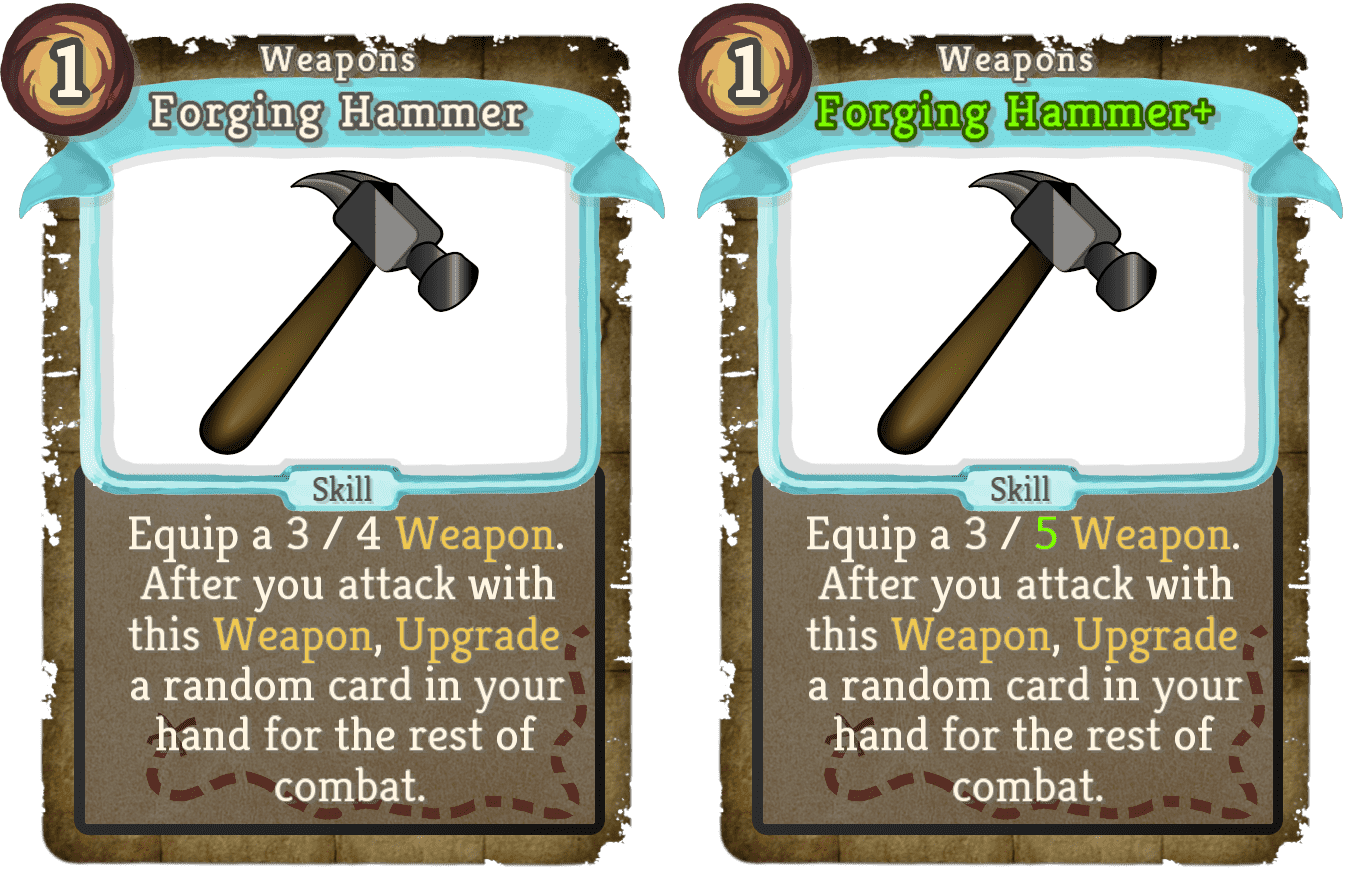 1
Weapons
Forging Hammer
Skill
Equip a 3 / 4 Weapon.
After you attack with
this Weapon, Upgrade
a random card in your
hand for the rest of
combat.
1
Weapons
Forging Hammer+
Skill
Equip a 3 / 5 Weapon.
After you attack with
this Weapon, Upgrade
a random card in your
hand for the rest of
combat.